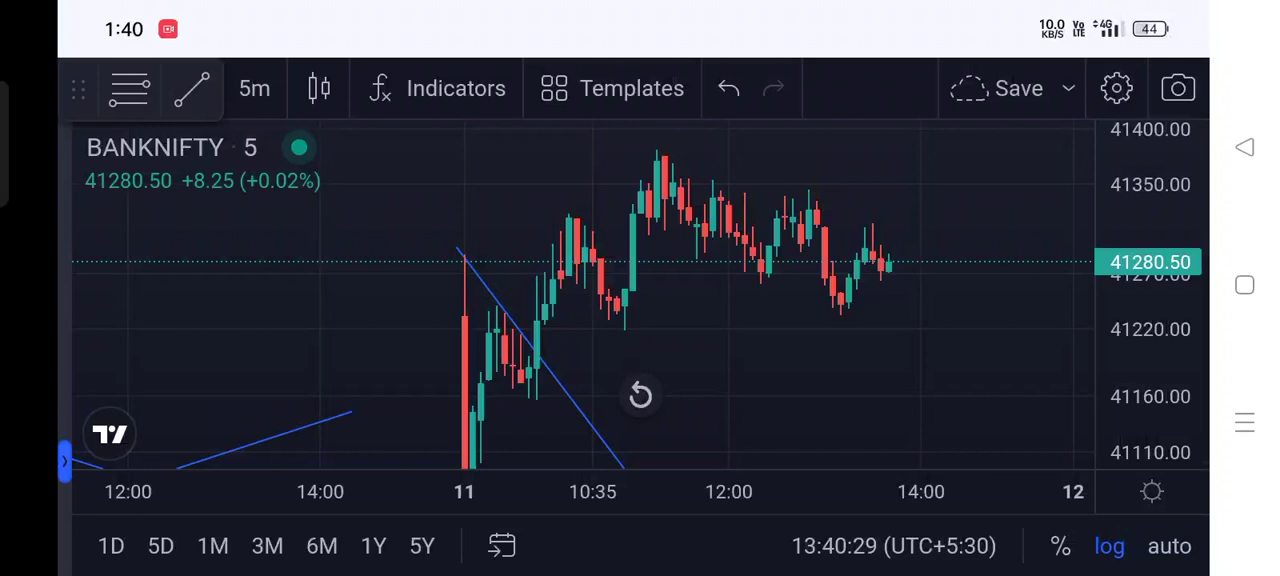 1:40
10.0 KB/S Vo LTE 4G 44
5m fx Indicators Templates Save
BANKNIFTY · 5
41280.50 +8.25 (+0.02%)
41400.00
41350.00
41280.50
41270.00
41220.00
41160.00
41110.00
12:00 14:00 11 10:35 12:00 14:00 12
1D 5D 1M 3M 6M 1Y 5Y 13:40:29 (UTC+5:30) % log auto